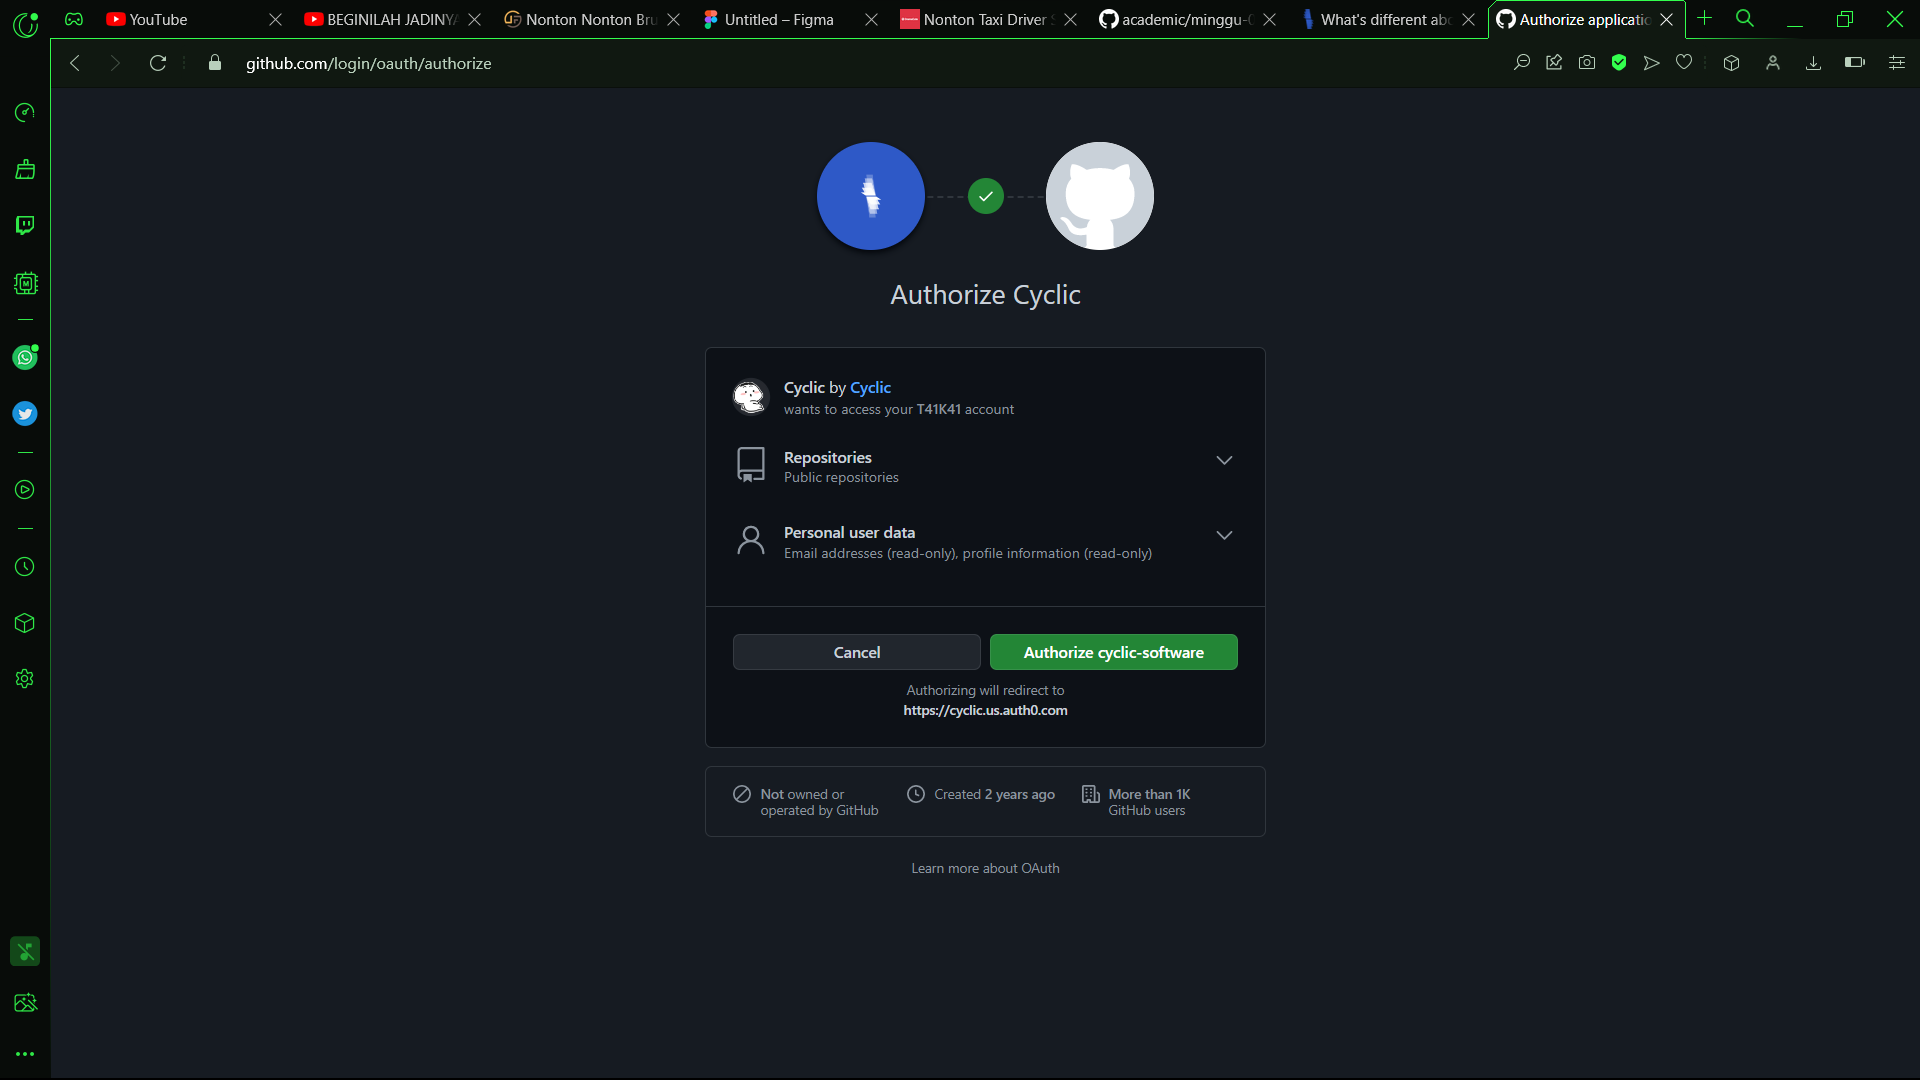 YouTube
BEGINILAH JADINYA
Nonton Nonton Bru
Untitled – Figma
Nonton Taxi Driver
academic/minggu-0
What's different abo
Authorize applicatio
github.com/login/oauth/authorize
Authorize Cyclic
Cyclic by Cyclic
wants to access your T41K41 account
Repositories
Public repositories
Personal user data
Email addresses (read-only), profile information (read-only)
Cancel
Authorize cyclic-software
Authorizing will redirect to
https://cyclic.us.auth0.com
Not owned or
operated by GitHub
Created 2 years ago
More than 1K
GitHub users
Learn more about OAuth